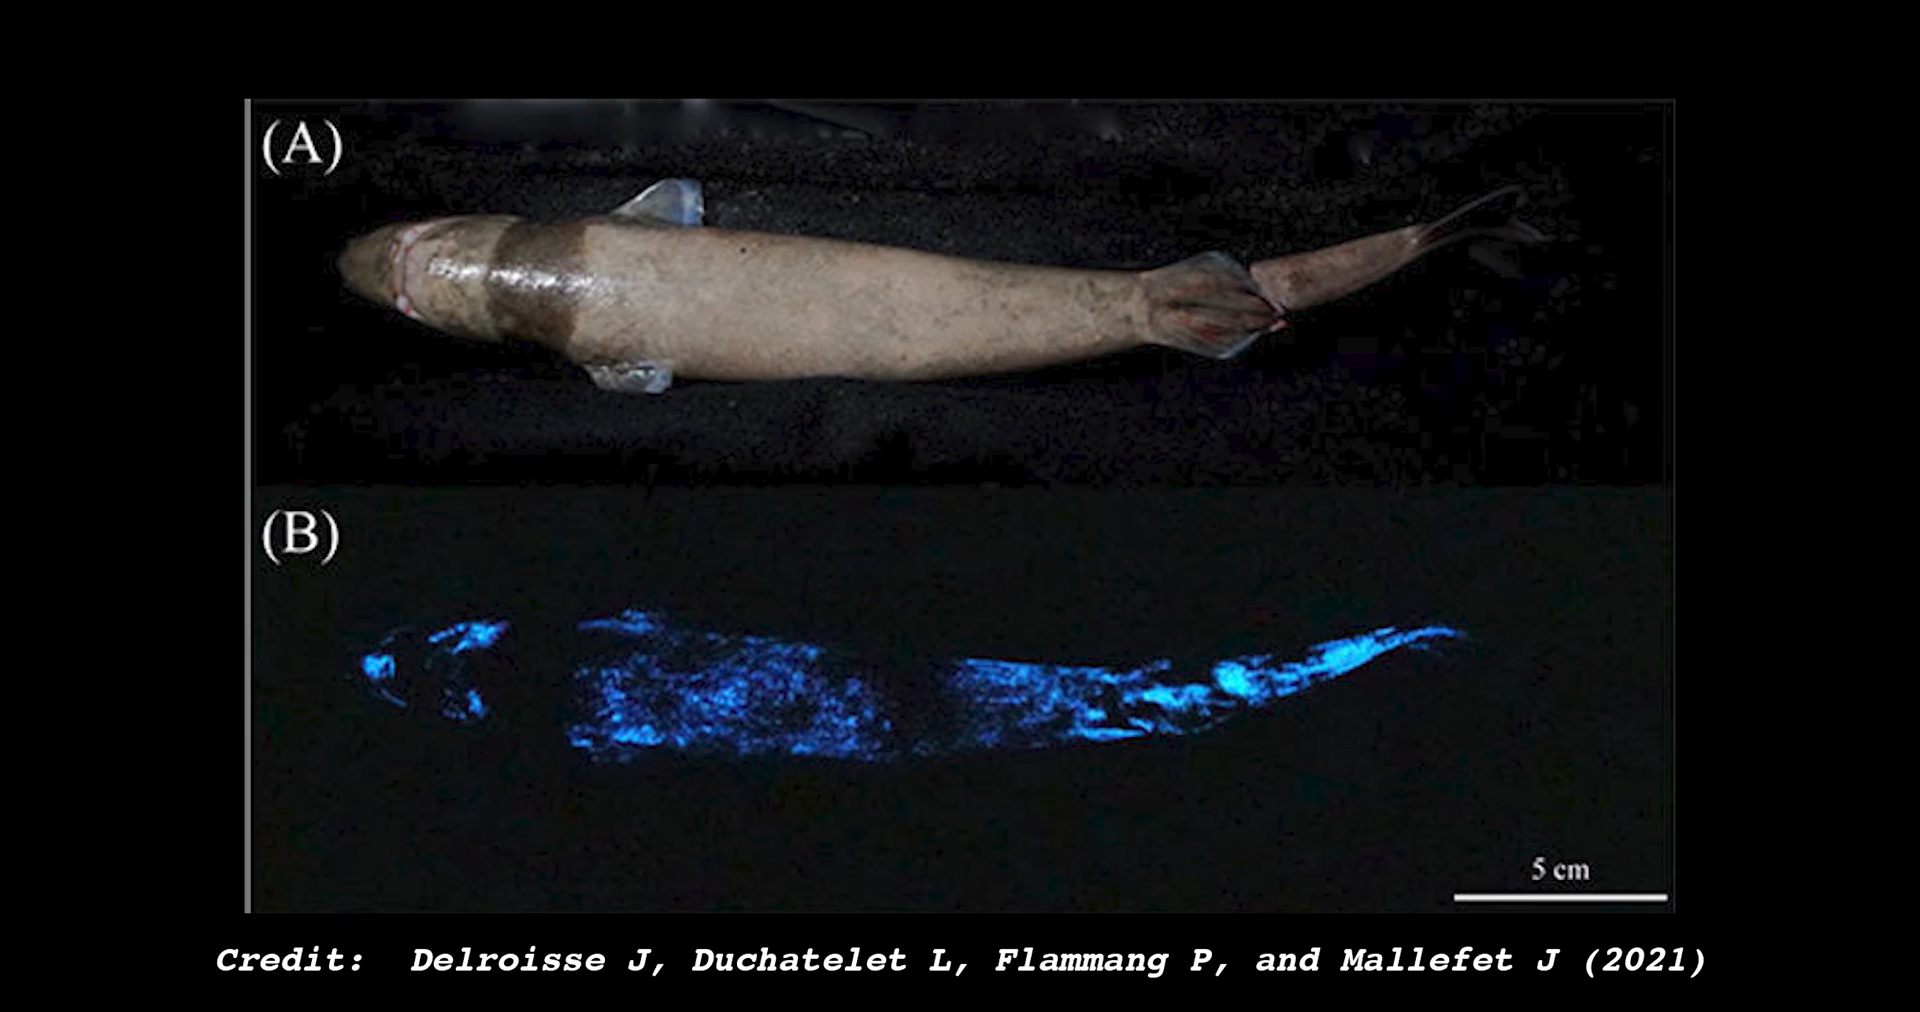 (A)
(B)
5 cm
Credit: Delroisse J, Duchatelet L, Flammang P, and Mallefet J (2021)